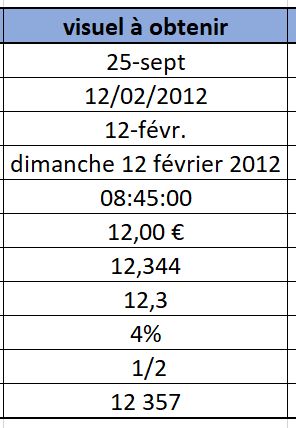 visuel à obtenir
25-sept
12/02/2012
12-févr.
dimanche 12 février 2012
08:45:00
12,00 €
12,344
12,3
4%
1/2
12 357